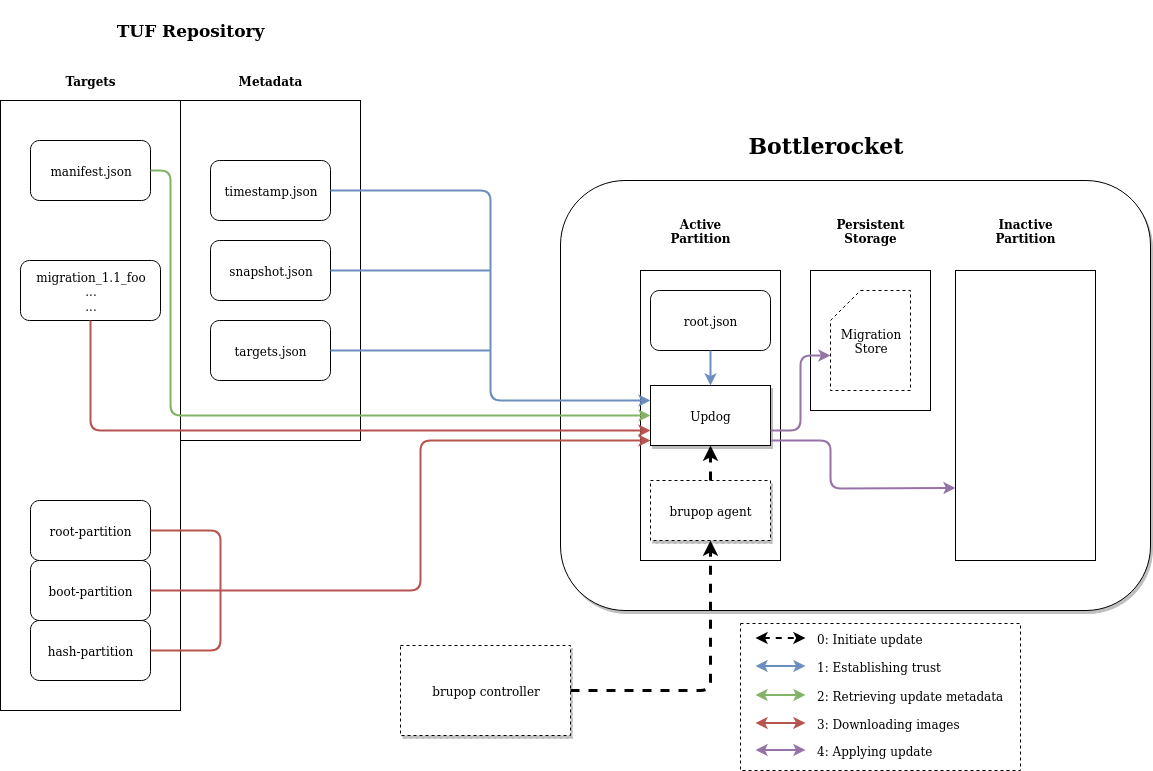 TUF Repository
Targets
Metadata
manifest.json
migration_1.1_foo
...
...
timestamp.json
snapshot.json
targets.json
root-partition
boot-partition
hash-partition
Bottlerocket
Active
Partition
Persistent
Storage
Inactive
Partition
root.json
Updog
brupop agent
Migration
Store
brupop controller
0: Initiate update
1: Establishing trust
2: Retrieving update metadata
3: Downloading images
4: Applying update